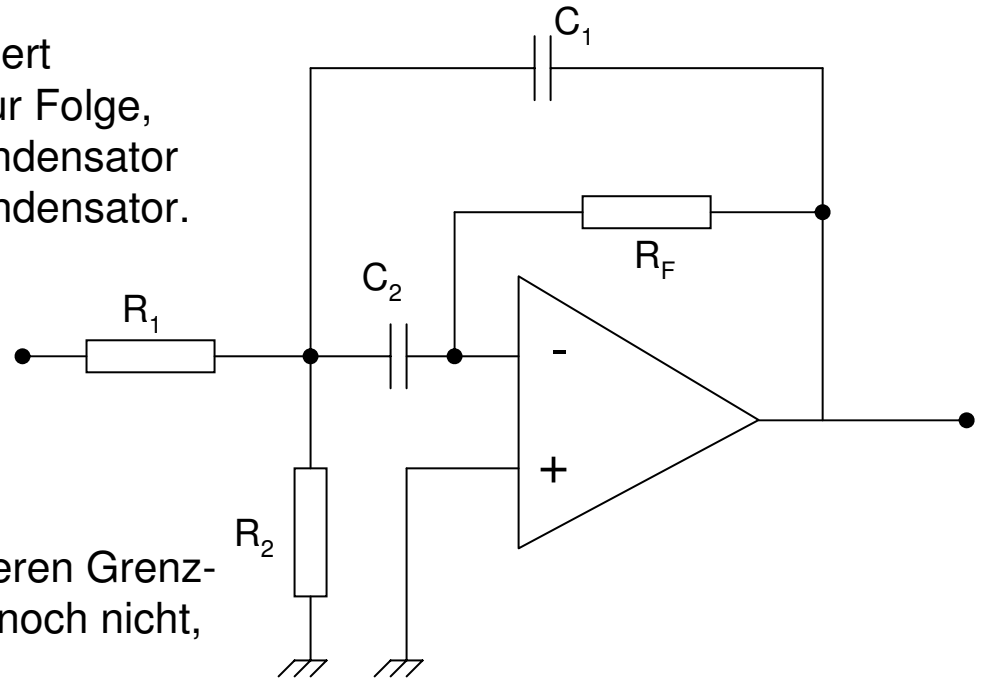 ert
ur Folge,
ndensator
ndensator.
C1
RF
C2
R1
-
+
R2
eren Grenz-
noch nicht,